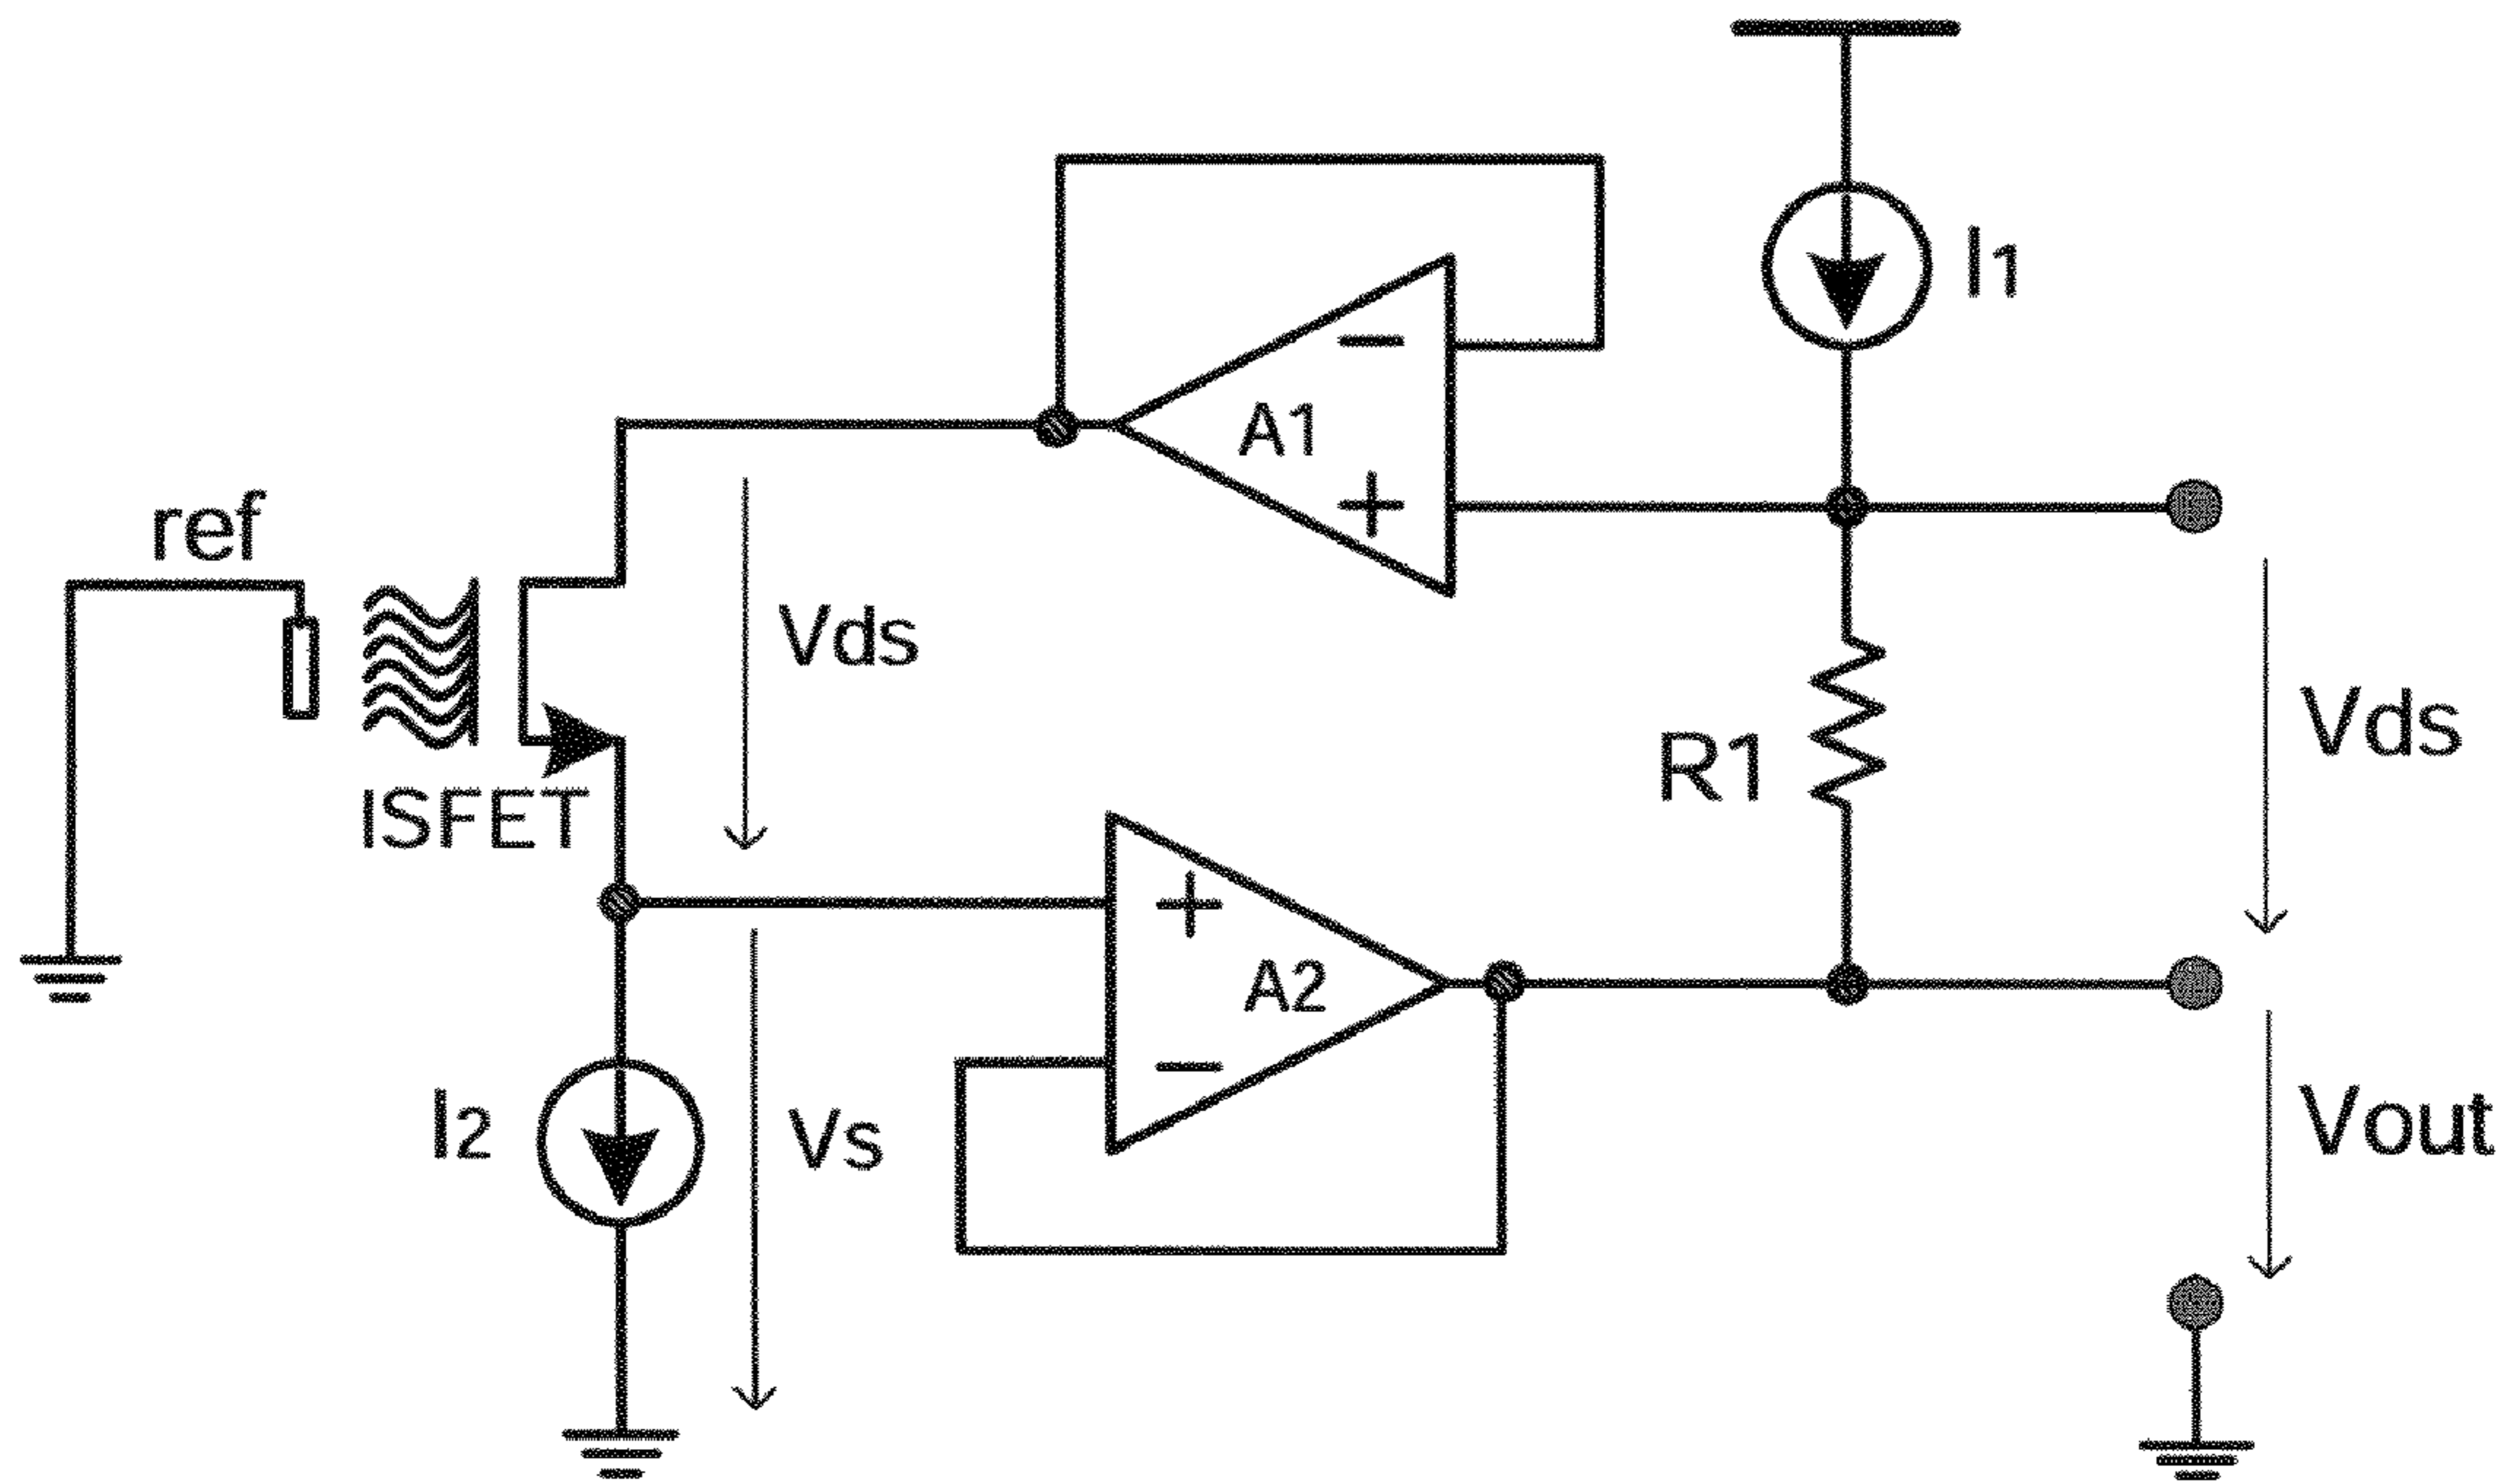 I1
A1
ref
Vds
Vds
R1
ISFET
A2
I2
Vs
Vout